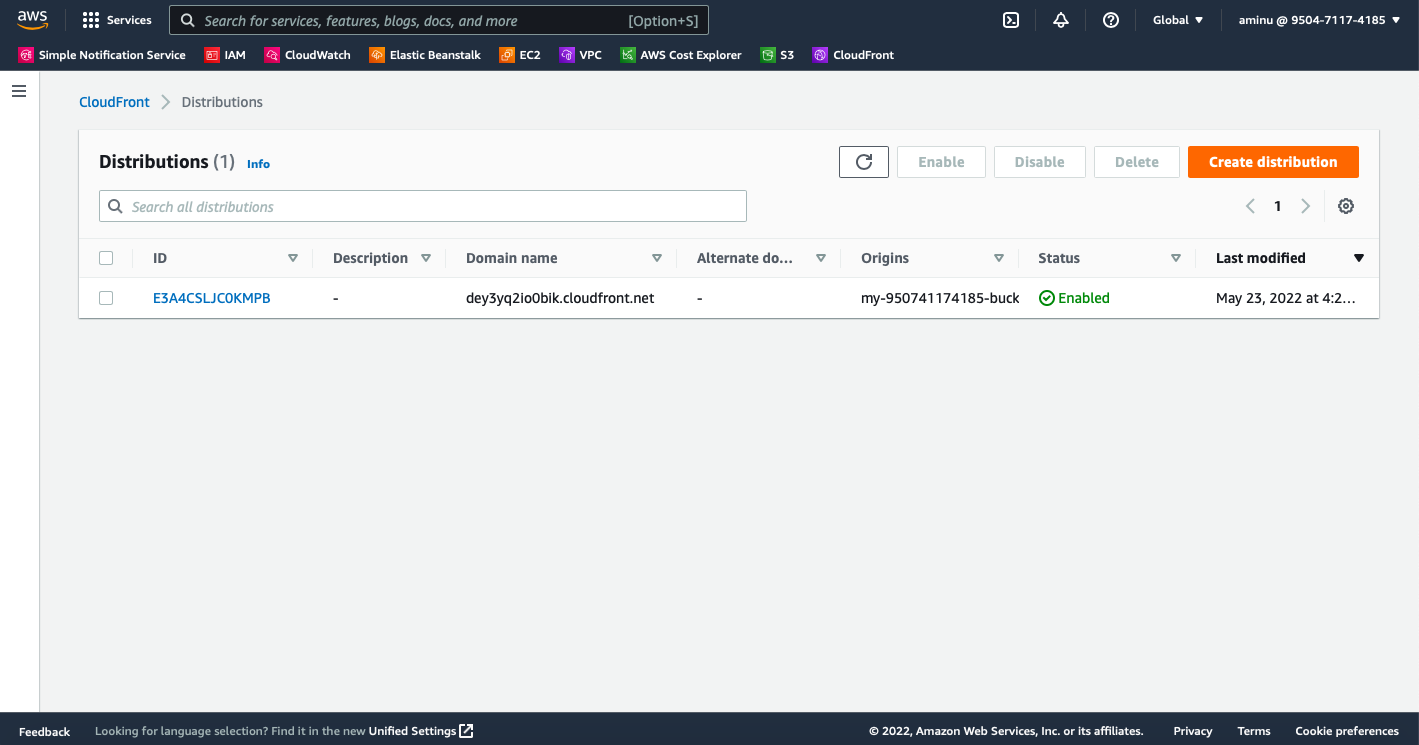 aws Services Search for services, features, blogs, docs, and more [Option+S] Global aminu @ 9504-7117-4185
Simple Notification Service IAM CloudWatch Elastic Beanstalk EC2 VPC AWS Cost Explorer S3 CloudFront
CloudFront Distributions
Distributions (1) Info Enable Disable Delete Create distribution
Search all distributions 1
ID Description Domain name Alternate do... Origins Status Last modified
E3A4CSLJC0KMPB - dey3yq2io0bik.cloudfront.net - my-950741174185-buck Enabled May 23, 2022 at 4:2...
Feedback Looking for language selection? Find it in the new Unified Settings © 2022, Amazon Web Services, Inc. or its affiliates. Privacy Terms Cookie preferences